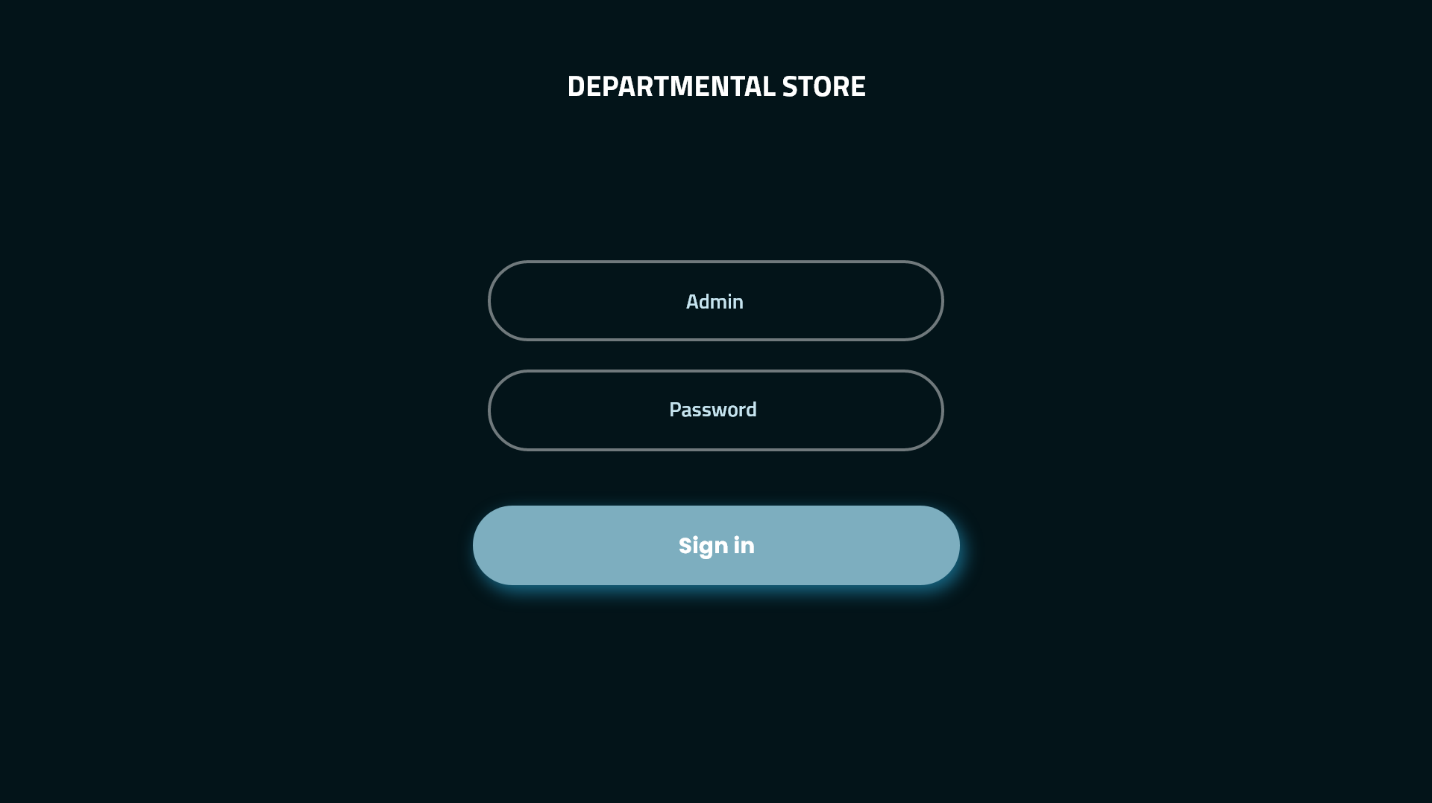 DEPARTMENTAL STORE
Admin
Password
Sign in